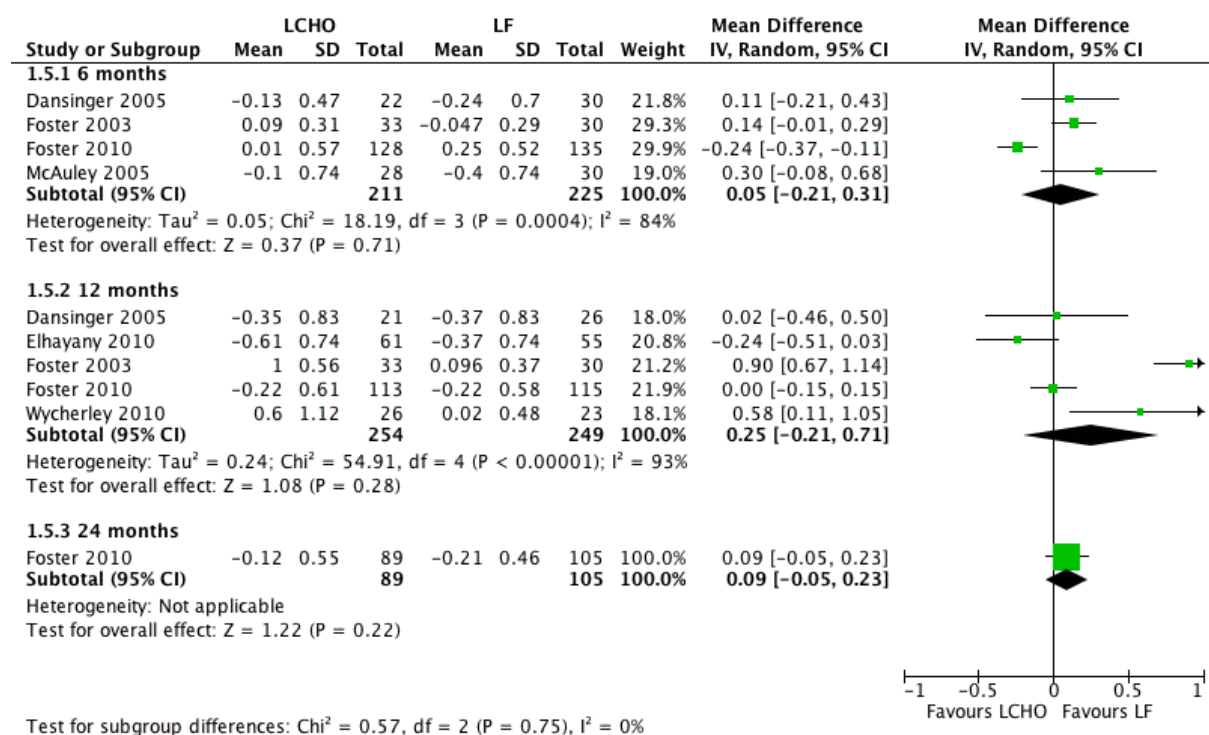 LCHO LF Mean Difference Mean Difference
Study or Subgroup Mean SD Total Mean SD Total Weight IV, Random, 95% CI IV, Random, 95% CI
1.5.1 6 months
Dansinger 2005 −0.13 0.47 22 −0.24 0.7 30 21.8% 0.11 [−0.21, 0.43]
Foster 2003 0.09 0.31 33 −0.047 0.29 30 29.3% 0.14 [−0.01, 0.29]
Foster 2010 0.01 0.57 128 0.25 0.52 135 29.9% −0.24 [−0.37, −0.11]
McAuley 2005 −0.1 0.74 28 −0.4 0.74 30 19.0% 0.30 [−0.08, 0.68]
Subtotal (95% CI) 211 225 100.0% 0.05 [−0.21, 0.31]
Heterogeneity: Tau² = 0.05; Chi² = 18.19, df = 3 (P = 0.0004); I² = 84%
Test for overall effect: Z = 0.37 (P = 0.71)
1.5.2 12 months
Dansinger 2005 −0.35 0.83 21 −0.37 0.83 26 18.0% 0.02 [−0.46, 0.50]
Elhayany 2010 −0.61 0.74 61 −0.37 0.74 55 20.8% −0.24 [−0.51, 0.03]
Foster 2003 1 0.56 33 0.096 0.37 30 21.2% 0.90 [0.67, 1.14]
Foster 2010 −0.22 0.61 113 −0.22 0.58 115 21.9% 0.00 [−0.15, 0.15]
Wycherley 2010 0.6 1.12 26 0.02 0.48 23 18.1% 0.58 [0.11, 1.05]
Subtotal (95% CI) 254 249 100.0% 0.25 [−0.21, 0.71]
Heterogeneity: Tau² = 0.24; Chi² = 54.91, df = 4 (P < 0.00001); I² = 93%
Test for overall effect: Z = 1.08 (P = 0.28)
1.5.3 24 months
Foster 2010 −0.12 0.55 89 −0.21 0.46 105 100.0% 0.09 [−0.05, 0.23]
Subtotal (95% CI) 89 105 100.0% 0.09 [−0.05, 0.23]
Heterogeneity: Not applicable
Test for overall effect: Z = 1.22 (P = 0.22)
−1 −0.5 0 0.5 1
Favours LCHO Favours LF
Test for subgroup differences: Chi² = 0.57, df = 2 (P = 0.75), I² = 0%